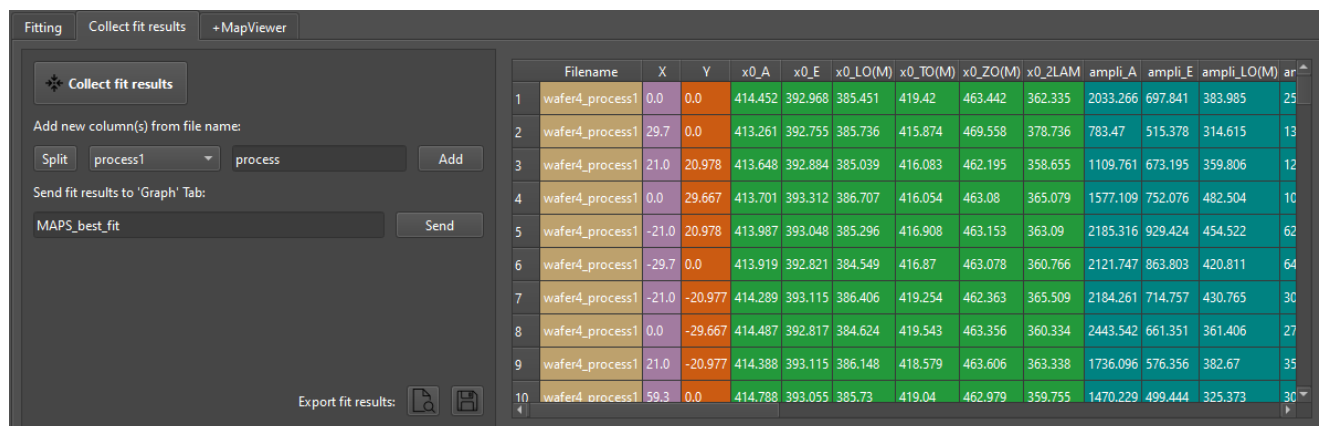 Fitting Collect fit results +MapViewer
Collect fit results
Add new column(s) from file name:
Split process1 process Add
Send fit results to 'Graph' Tab:
MAPS_best_fit Send
Export fit results:
Filename X Y x0_A x0_E x0_LO(M) x0_TO(M) x0_ZO(M) x0_2LAM ampli_A ampli_E ampli_LO(M) an
1 wafer4_process1 0.0 0.0 414.452 392.968 385.451 419.42 463.442 362.335 2033.266 697.841 383.985 25
2 wafer4_process1 29.7 0.0 413.261 392.755 385.736 415.874 469.558 378.736 783.47 515.378 314.615 13
3 wafer4_process1 21.0 20.978 413.648 392.884 385.039 416.083 462.195 358.655 1109.761 673.195 359.806 12
4 wafer4_process1 0.0 29.667 413.701 393.312 386.707 416.054 463.08 365.079 1577.109 752.076 482.504 10
5 wafer4_process1 -21.0 20.978 413.987 393.048 385.296 416.908 463.153 363.09 2185.316 929.424 454.522 62
6 wafer4_process1 -29.7 0.0 413.919 392.821 384.549 416.87 463.078 360.766 2121.747 863.803 420.811 64
7 wafer4_process1 -21.0 -20.977 414.289 393.115 386.406 419.254 462.363 365.509 2184.261 714.757 430.765 30
8 wafer4_process1 0.0 -29.667 414.487 392.817 384.624 419.543 463.356 360.334 2443.542 661.351 361.406 27
9 wafer4_process1 21.0 -20.977 414.388 393.115 386.148 418.579 463.606 363.338 1736.096 576.356 382.67 35
10 wafer4_process1 59.3 0.0 414.788 393.055 385.73 419.04 462.979 359.755 1470.229 499.444 325.373 30